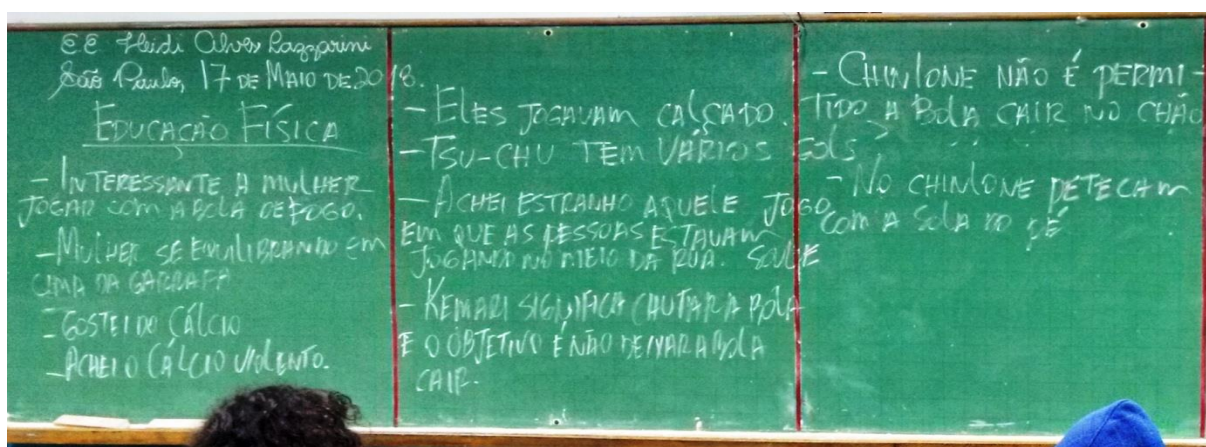 EE Heidi Alves Lazzarini
São Paulo, 17 DE MAIO DE 2018.
EDUCAÇÃO FÍSICA
- INTERESSANTE A MULHER
JOGAR COM A BOLA DE FOGO.
- MULHER SE EQUILIBRANDO EM
CIMA DA GARRAFA
- GOSTEI DO CÁLCIO
- ACHEI O CÁLCIO VIOLENTO.
- ELES JOGAVAM CALÇADO.
- TSU-CHU TEM VÁRIOS GOLS
- ACHEI ESTRANHO AQUELE JOGO
EM QUE AS PESSOAS ESTAVAM
JOGANDO NO MEIO DA RUA. SOULE
- KEMARI SIGNIFICA CHUTAR A BOLA
E O OBJETIVO É NÃO DEIXAR A BOLA
CAIR.
- CHINLONE NÃO É PERMI-
TIDO A BOLA CAIR NO CHÃO
- NO CHINLONE PETECAM
COM A SOLA DO PÉ